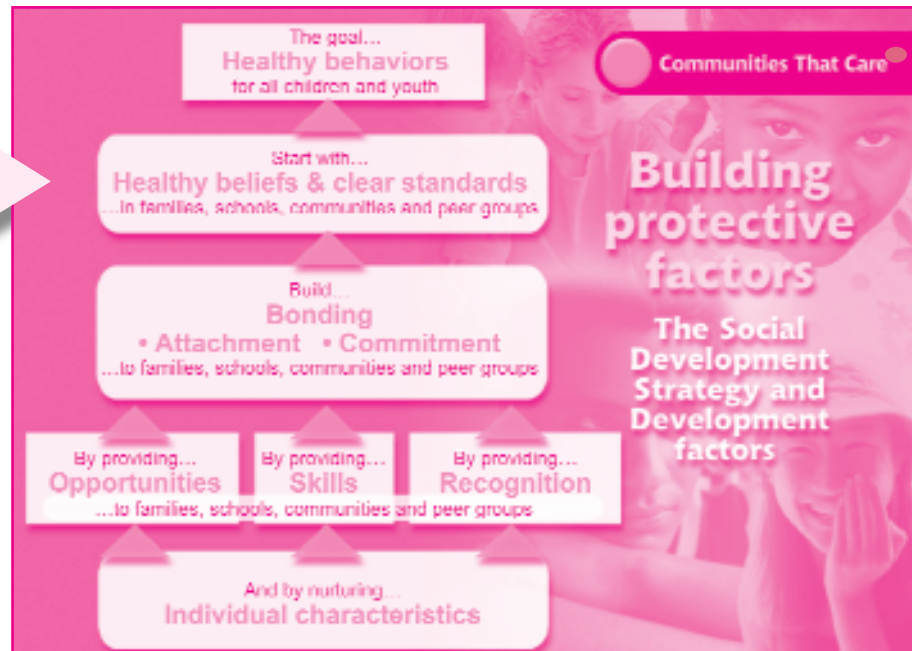 The goal...
Healthy behaviors
for all children and youth
Start with...
Healthy beliefs & clear standards
...in families, schools, communities and peer groups
Build...
Bonding
• Attachment • Commitment
...to families, schools, communities and peer groups
By providing...
Opportunities
By providing...
Skills
By providing...
Recognition
...to families, schools, communities and peer groups
And by nurturing...
Individual characteristics
Communities That Care
Building
protective
factors
The Social
Development
Strategy and
Development
factors